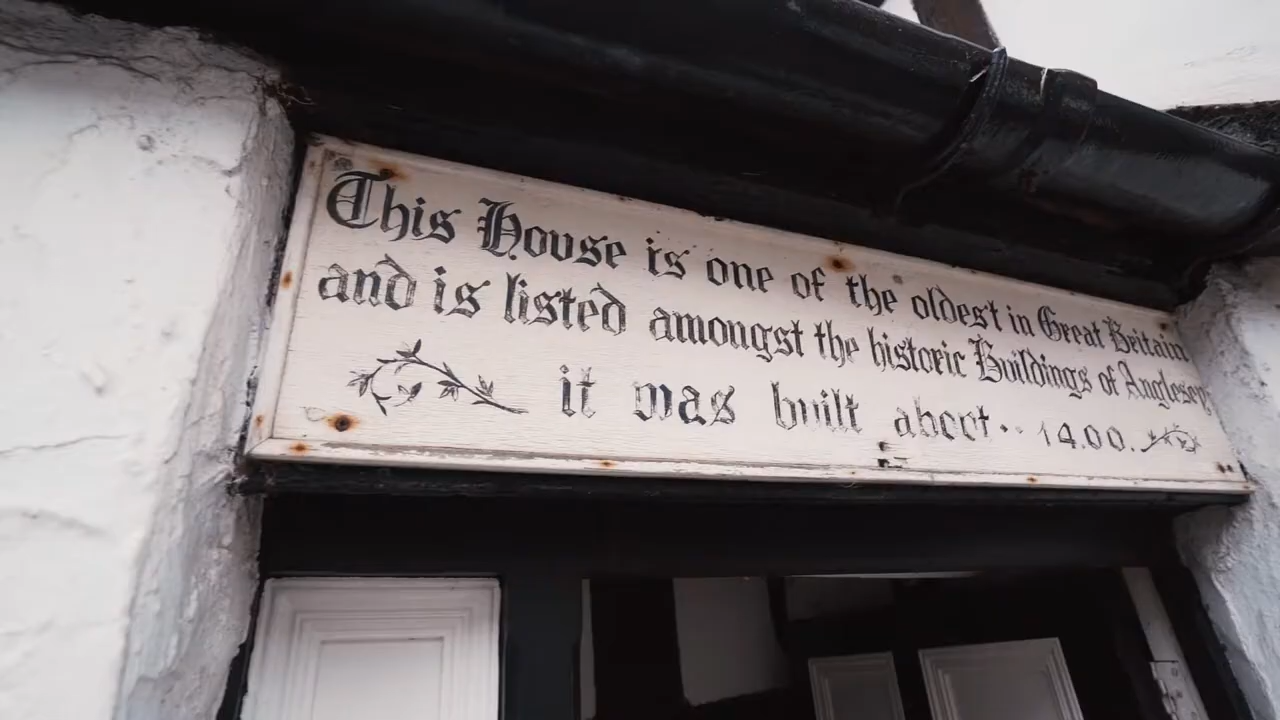 This House is one of the oldest in Great Britain
and is listed amongst the historic Buildings of Anglesey
it was built about·· 1400.